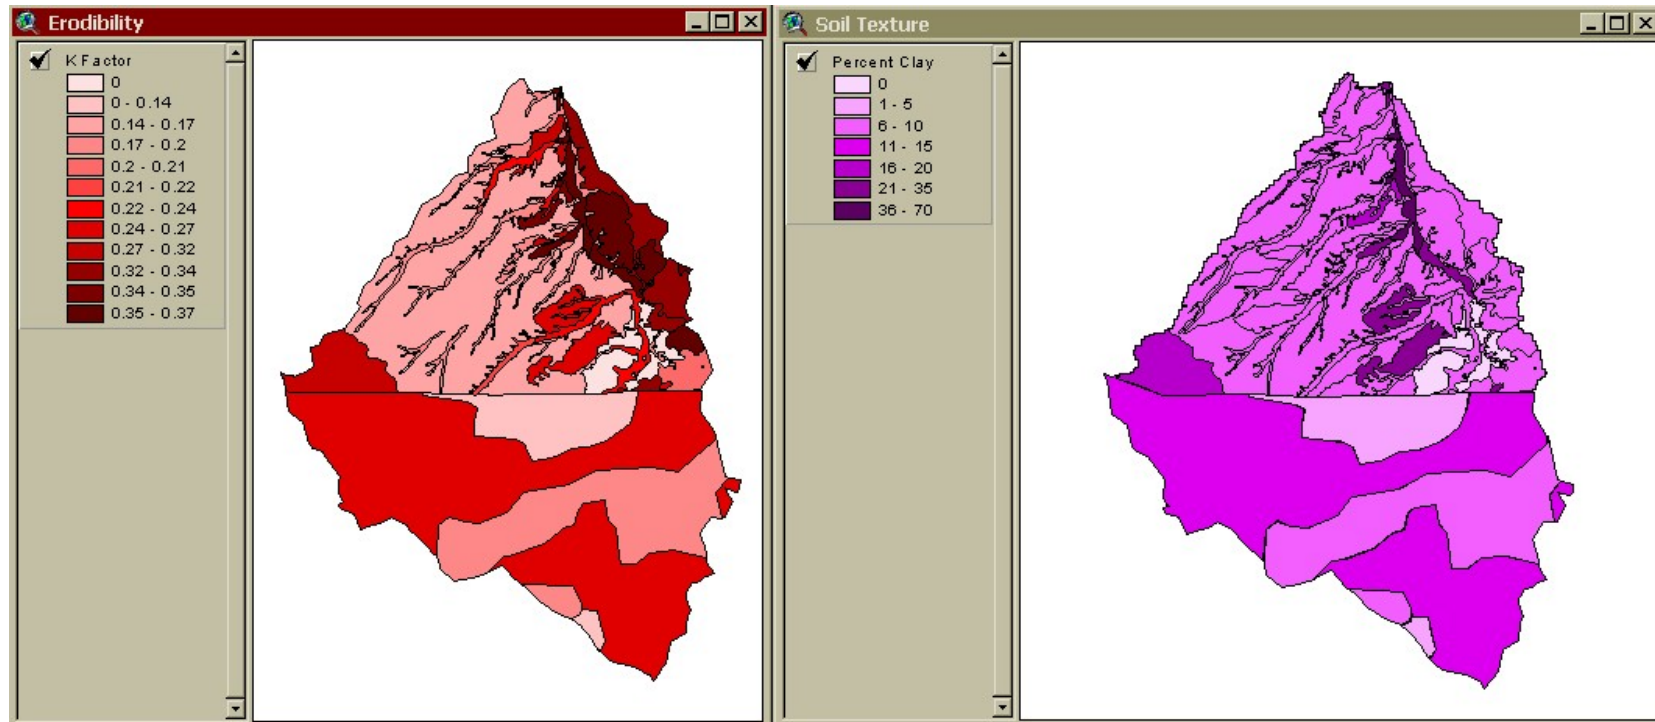 Erodibility
K Factor
0
0 - 0.14
0.14 - 0.17
0.17 - 0.2
0.2 - 0.21
0.21 - 0.22
0.22 - 0.24
0.24 - 0.27
0.27 - 0.32
0.32 - 0.34
0.34 - 0.35
0.35 - 0.37
Soil Texture
Percent Clay
0
1 - 5
6 - 10
11 - 15
16 - 20
21 - 35
36 - 70